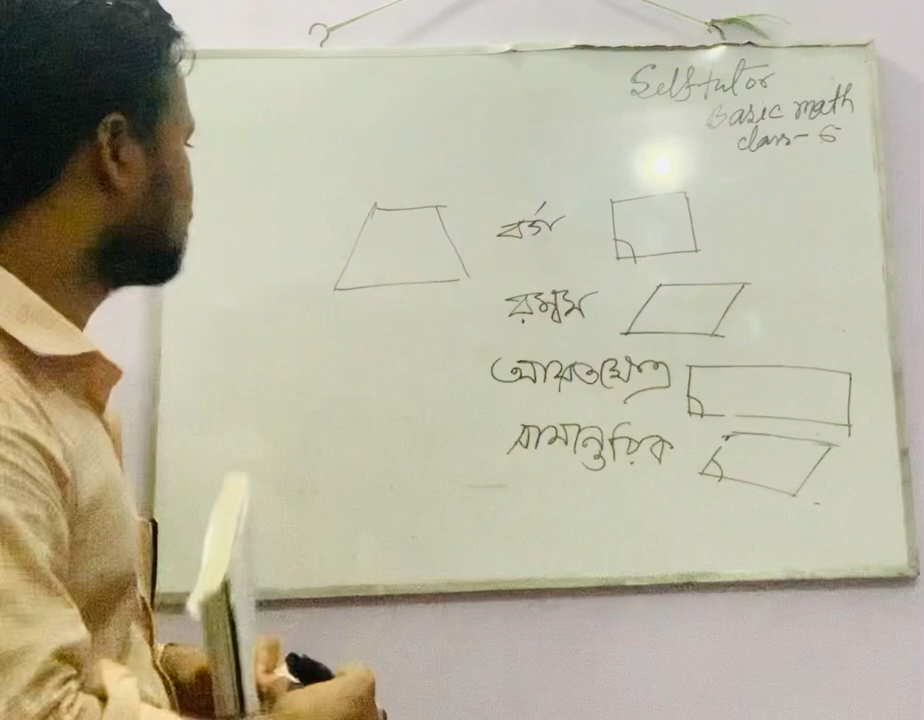 Selftutor
Basic math
class- 6
বর্গ
রম্বস
আয়তক্ষেত্র
সামান্তরিক